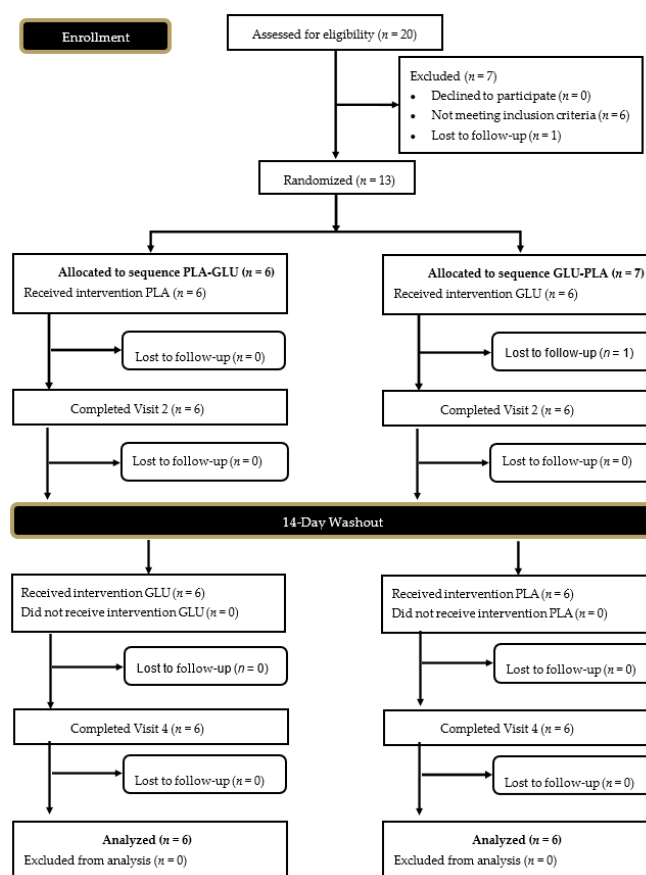 Enrollment
Assessed for eligibility (n = 20)
Excluded (n = 7)
• Declined to participate (n = 0)
• Not meeting inclusion criteria (n = 6)
• Lost to follow-up (n = 1)
Randomized (n = 13)
Allocated to sequence PLA-GLU (n = 6)
Received intervention PLA (n = 6)
Allocated to sequence GLU-PLA (n = 7)
Received intervention GLU (n = 6)
Lost to follow-up (n = 0)
Lost to follow-up (n = 1)
Completed Visit 2 (n = 6)
Completed Visit 2 (n = 6)
Lost to follow-up (n = 0)
Lost to follow-up (n = 0)
14-Day Washout
Received intervention GLU (n = 6)
Did not receive intervention GLU (n = 0)
Received intervention PLA (n = 6)
Did not receive intervention PLA (n = 0)
Lost to follow-up (n = 0)
Lost to follow-up (n = 0)
Completed Visit 4 (n = 6)
Completed Visit 4 (n = 6)
Lost to follow-up (n = 0)
Lost to follow-up (n = 0)
Analyzed (n = 6)
Excluded from analysis (n = 0)
Analyzed (n = 6)
Excluded from analysis (n = 0)